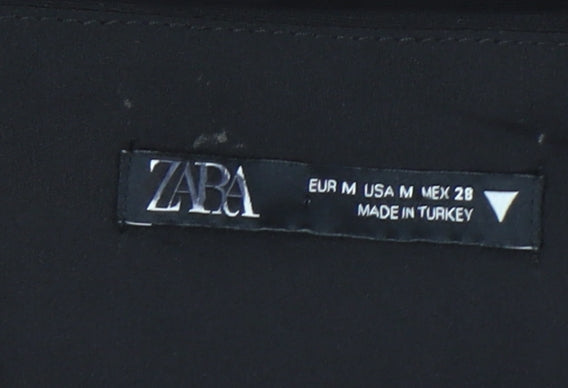 ZARA
EUR M USA M MEX 28
MADE IN TURKEY